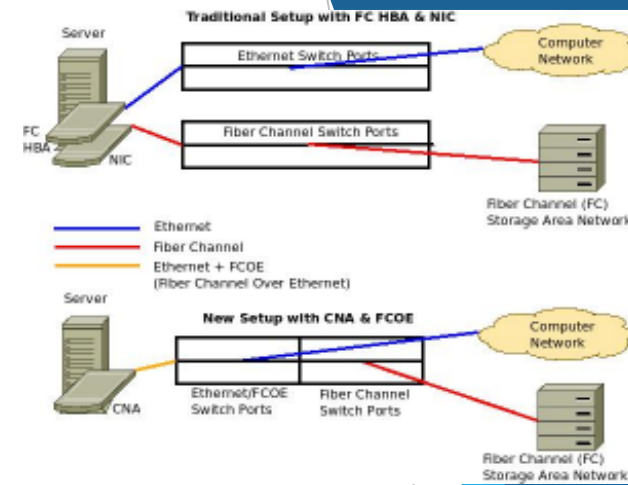 Traditional Setup with FC HBA & NIC
Server
Ethernet Switch Ports
Computer
Network
FC
HBA
NIC
Fiber Channel Switch Ports
Fiber Channel (FC)
Storage Area Network
Ethernet
Fiber Channel
Ethernet + FCOE
(Fiber Channel Over Ethernet)
Server
New Setup with CNA & FCOE
Computer
Network
CNA
Ethernet/FCOE
Switch Ports
Fiber Channel
Switch Ports
Fiber Channel (FC)
Storage Area Network